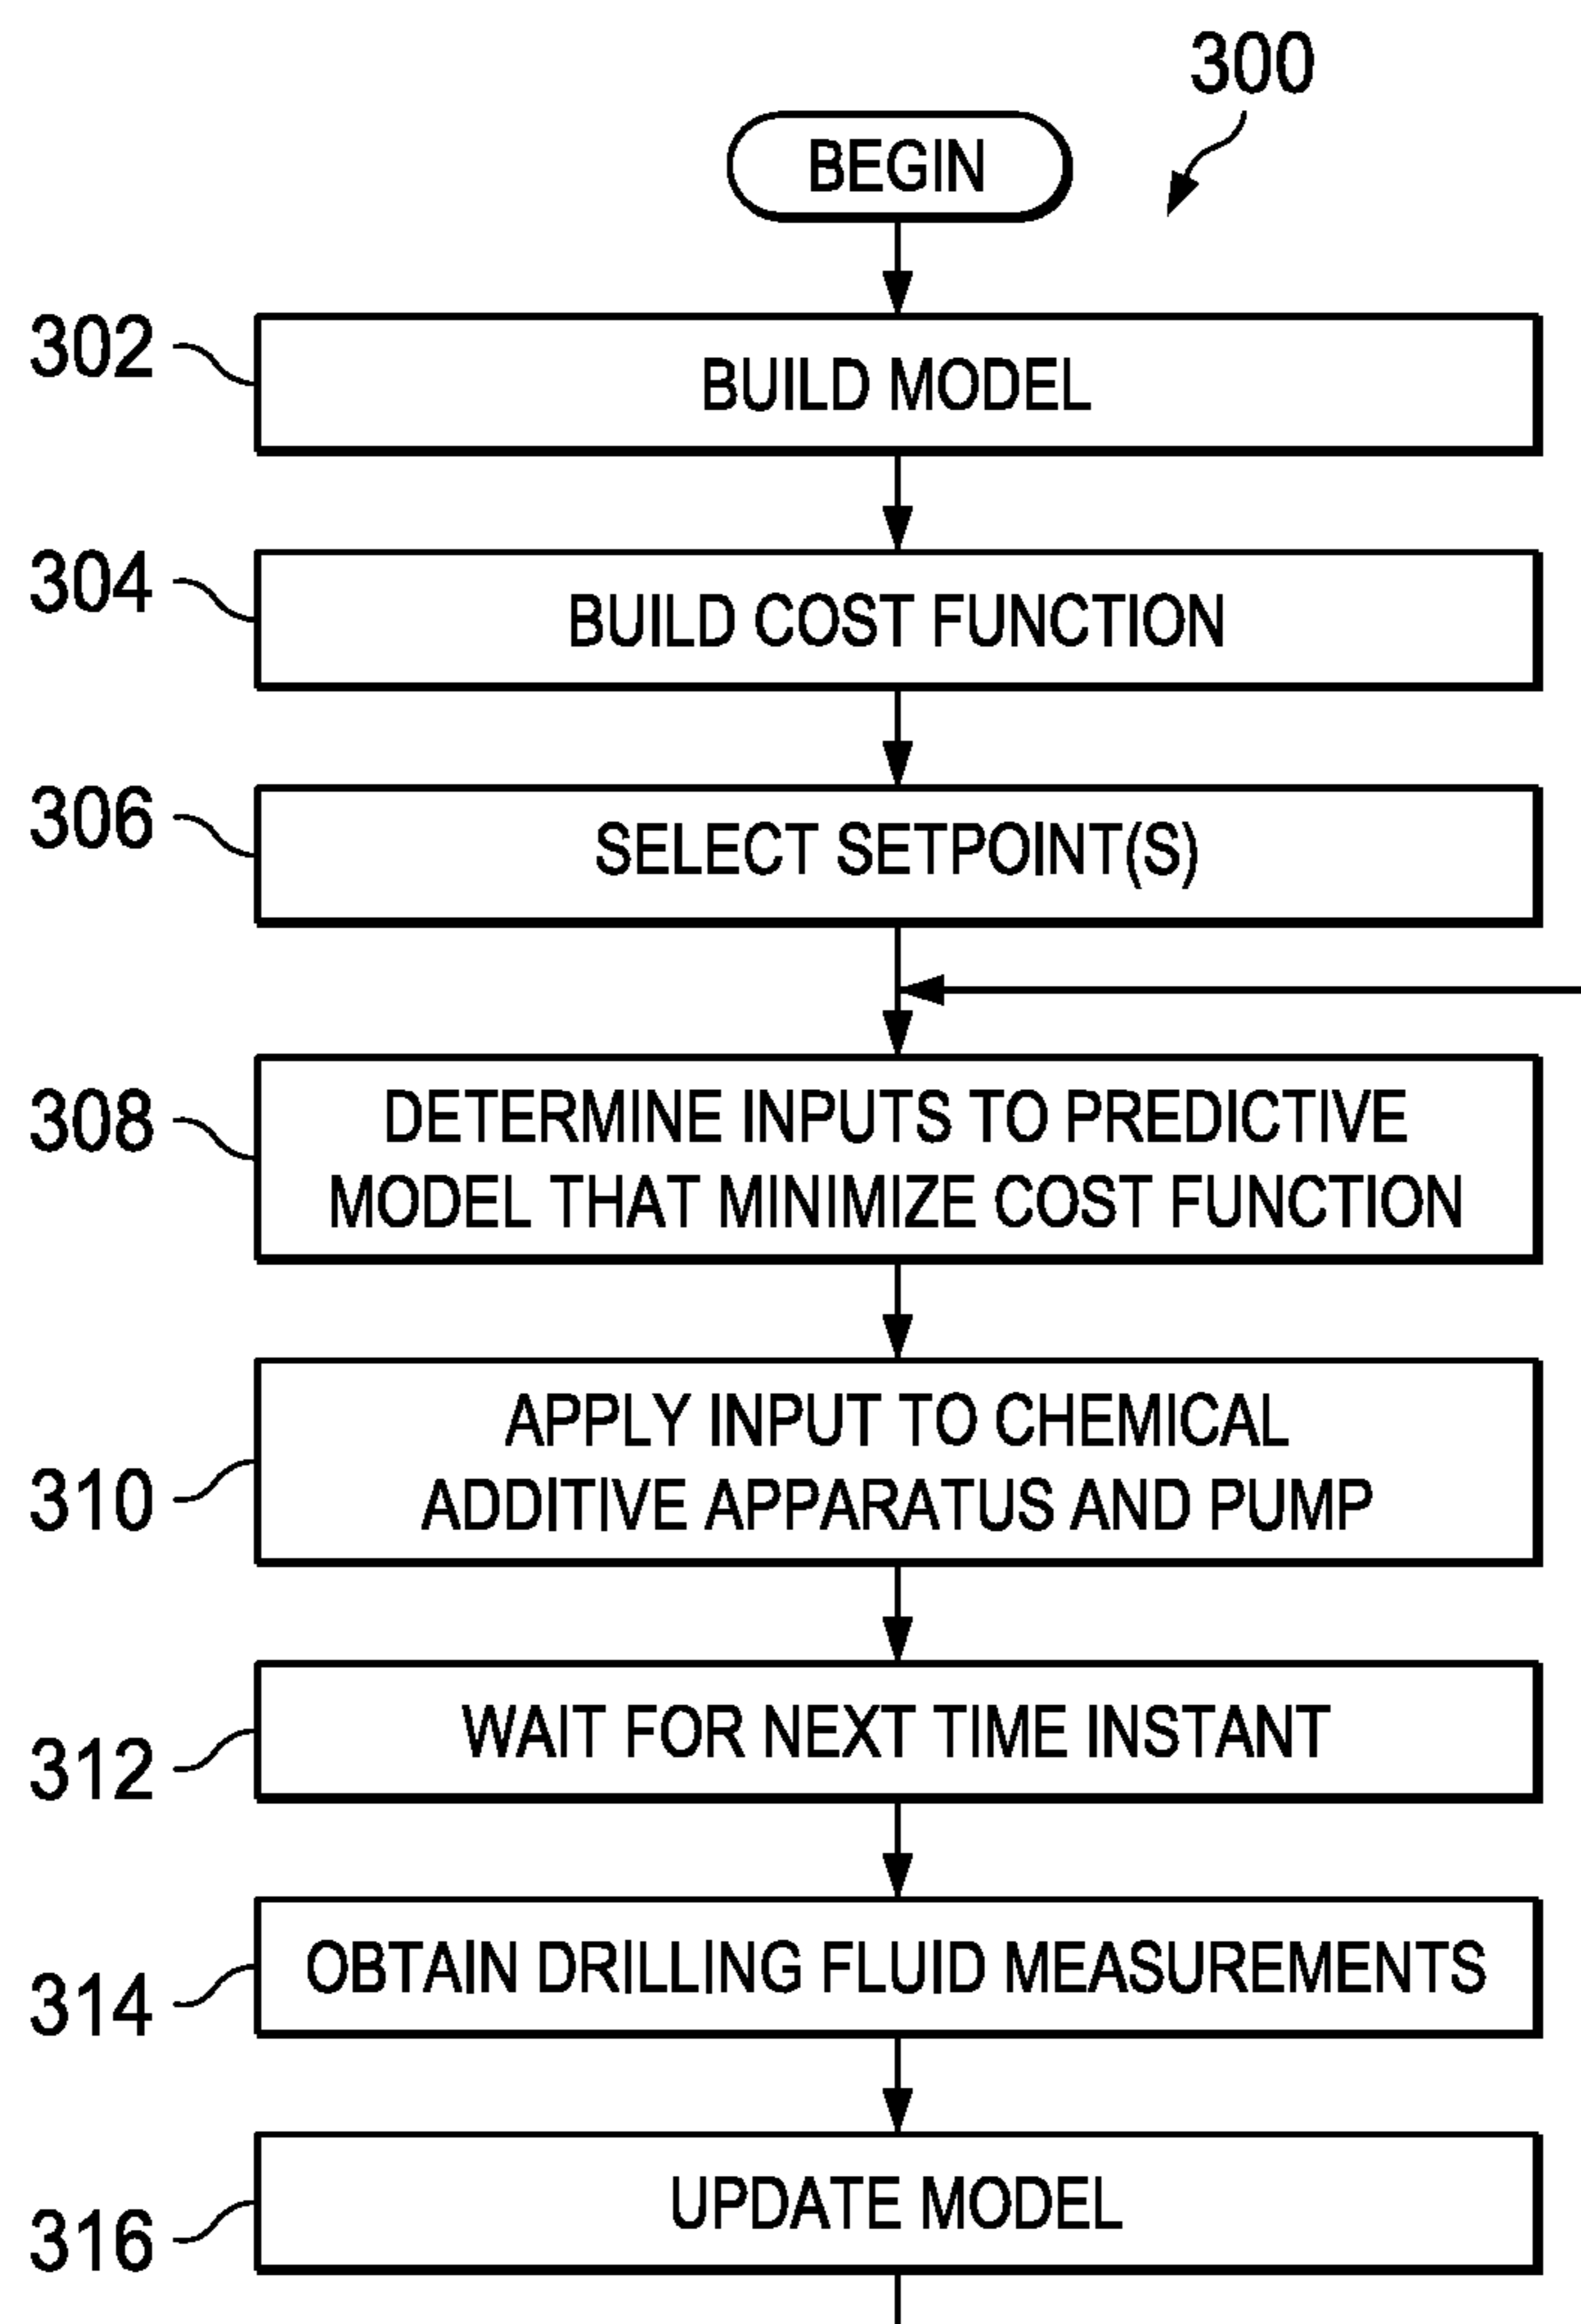 300
BEGIN
302
BUILD MODEL
304
BUILD COST FUNCTION
306
SELECT SETPOINT(S)
308
DETERMINE INPUTS TO PREDICTIVE
MODEL THAT MINIMIZE COST FUNCTION
310
APPLY INPUT TO CHEMICAL
ADDITIVE APPARATUS AND PUMP
312
WAIT FOR NEXT TIME INSTANT
314
OBTAIN DRILLING FLUID MEASUREMENTS
316
UPDATE MODEL